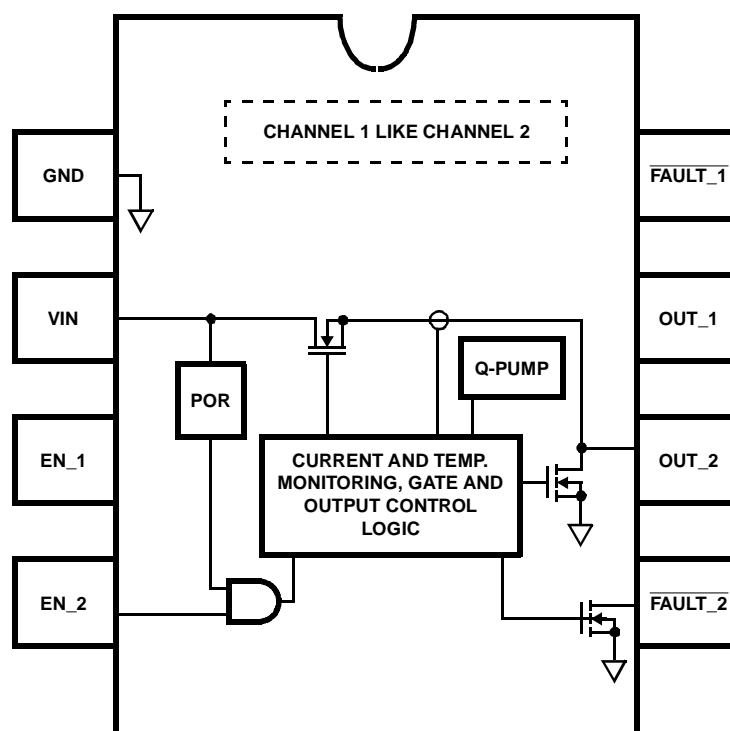 CHANNEL 1 LIKE CHANNEL 2
GND
FAULT_1
VIN
OUT_1
Q-PUMP
POR
EN_1
CURRENT AND TEMP.
MONITORING, GATE AND
OUTPUT CONTROL
LOGIC
OUT_2
EN_2
FAULT_2